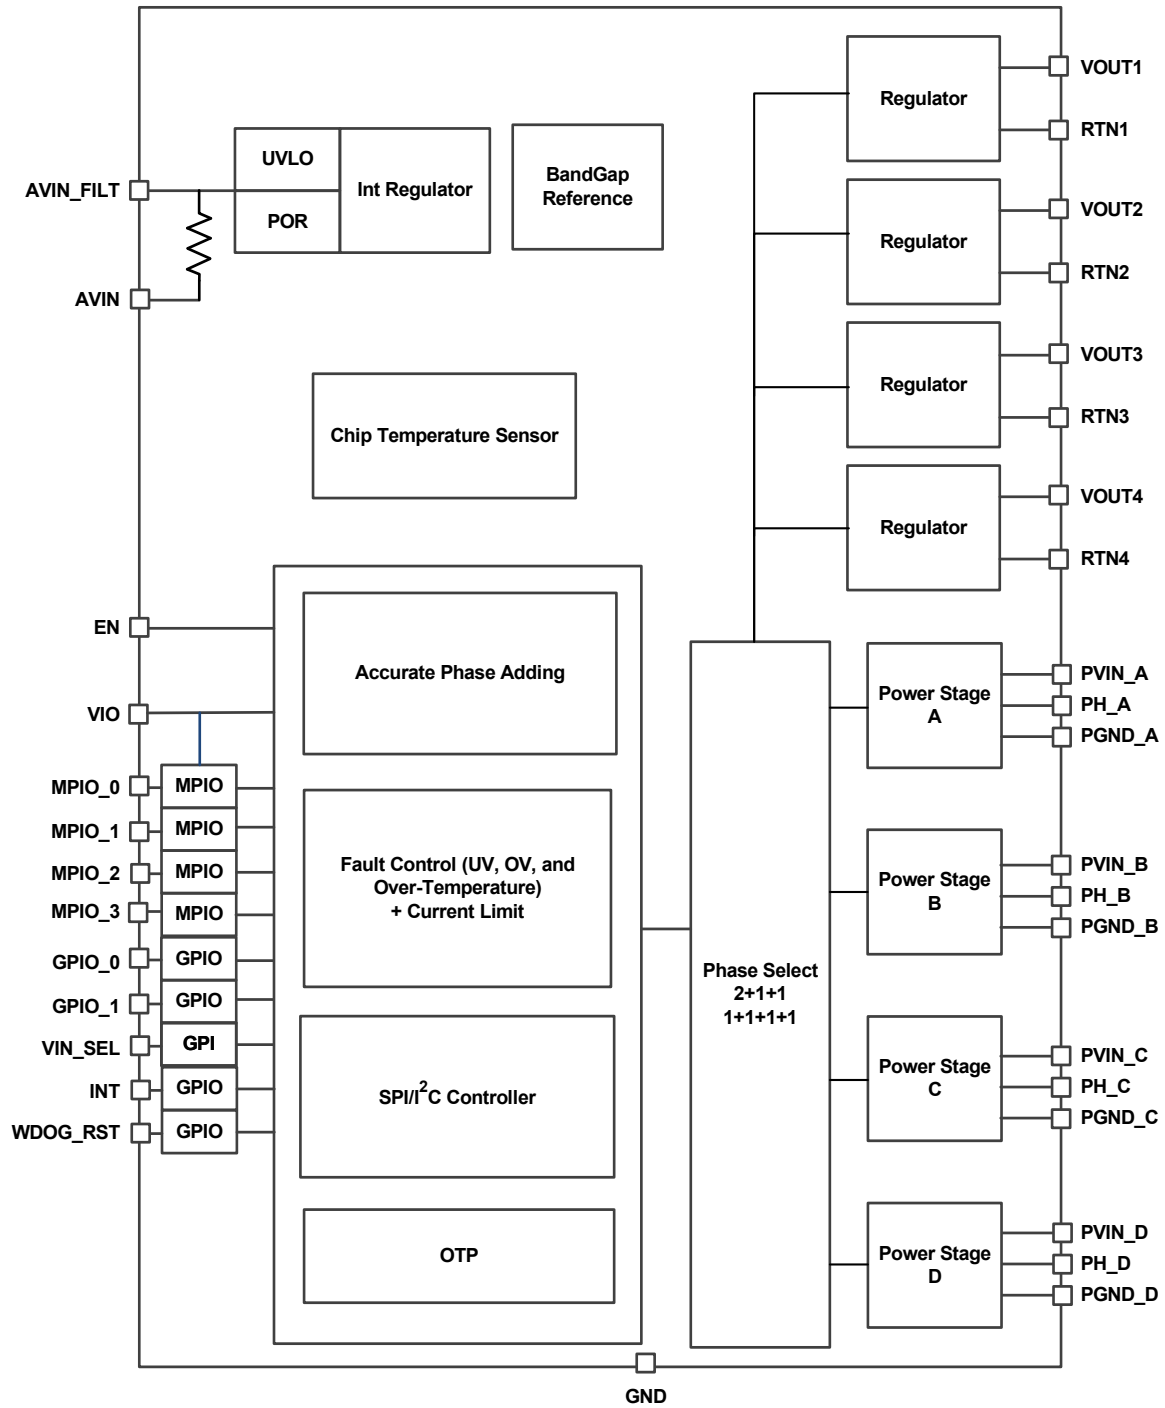 VOUT1
Regulator
RTN1
UVLO
Int Regulator
POR
BandGap
Reference
AVIN_FILT
AVIN
VOUT2
Regulator
RTN2
VOUT3
Regulator
RTN3
Chip Temperature Sensor
VOUT4
Regulator
RTN4
EN
VIO
Accurate Phase Adding
MPIO_0
MPIO
MPIO_1
MPIO
MPIO_2
MPIO
MPIO_3
MPIO
GPIO_0
GPIO
GPIO_1
GPIO
VIN_SEL
GPI
INT
GPIO
WDOG_RST
GPIO
Fault Control (UV, OV, and
Over-Temperature)
+ Current Limit
SPI/I²C Controller
OTP
Phase Select
2+1+1
1+1+1+1
Power Stage
A
PVIN_A
PH_A
PGND_A
Power Stage
B
PVIN_B
PH_B
PGND_B
Power Stage
C
PVIN_C
PH_C
PGND_C
Power Stage
D
PVIN_D
PH_D
PGND_D
GND